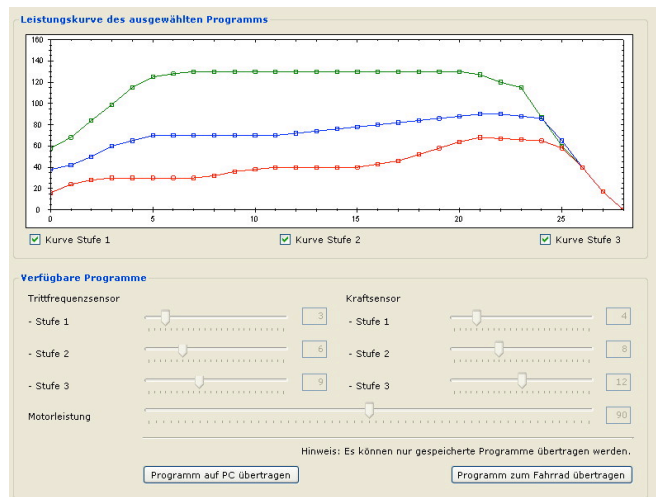 Leistungskurve des ausgewählten Programms
160
140
120
100
80
60
40
20
0
0 5 10 15 20 25
Kurve Stufe 1 Kurve Stufe 2 Kurve Stufe 3
Verfügbare Programme
Trittfrequenzsensor Kraftsensor
- Stufe 1 3 - Stufe 1 4
- Stufe 2 6 - Stufe 2 8
- Stufe 3 9 - Stufe 3 12
Motorleistung 90
Hinweis: Es können nur gespeicherte Programme übertragen werden.
Programm auf PC übertragen Programm zum Fahrrad übertragen